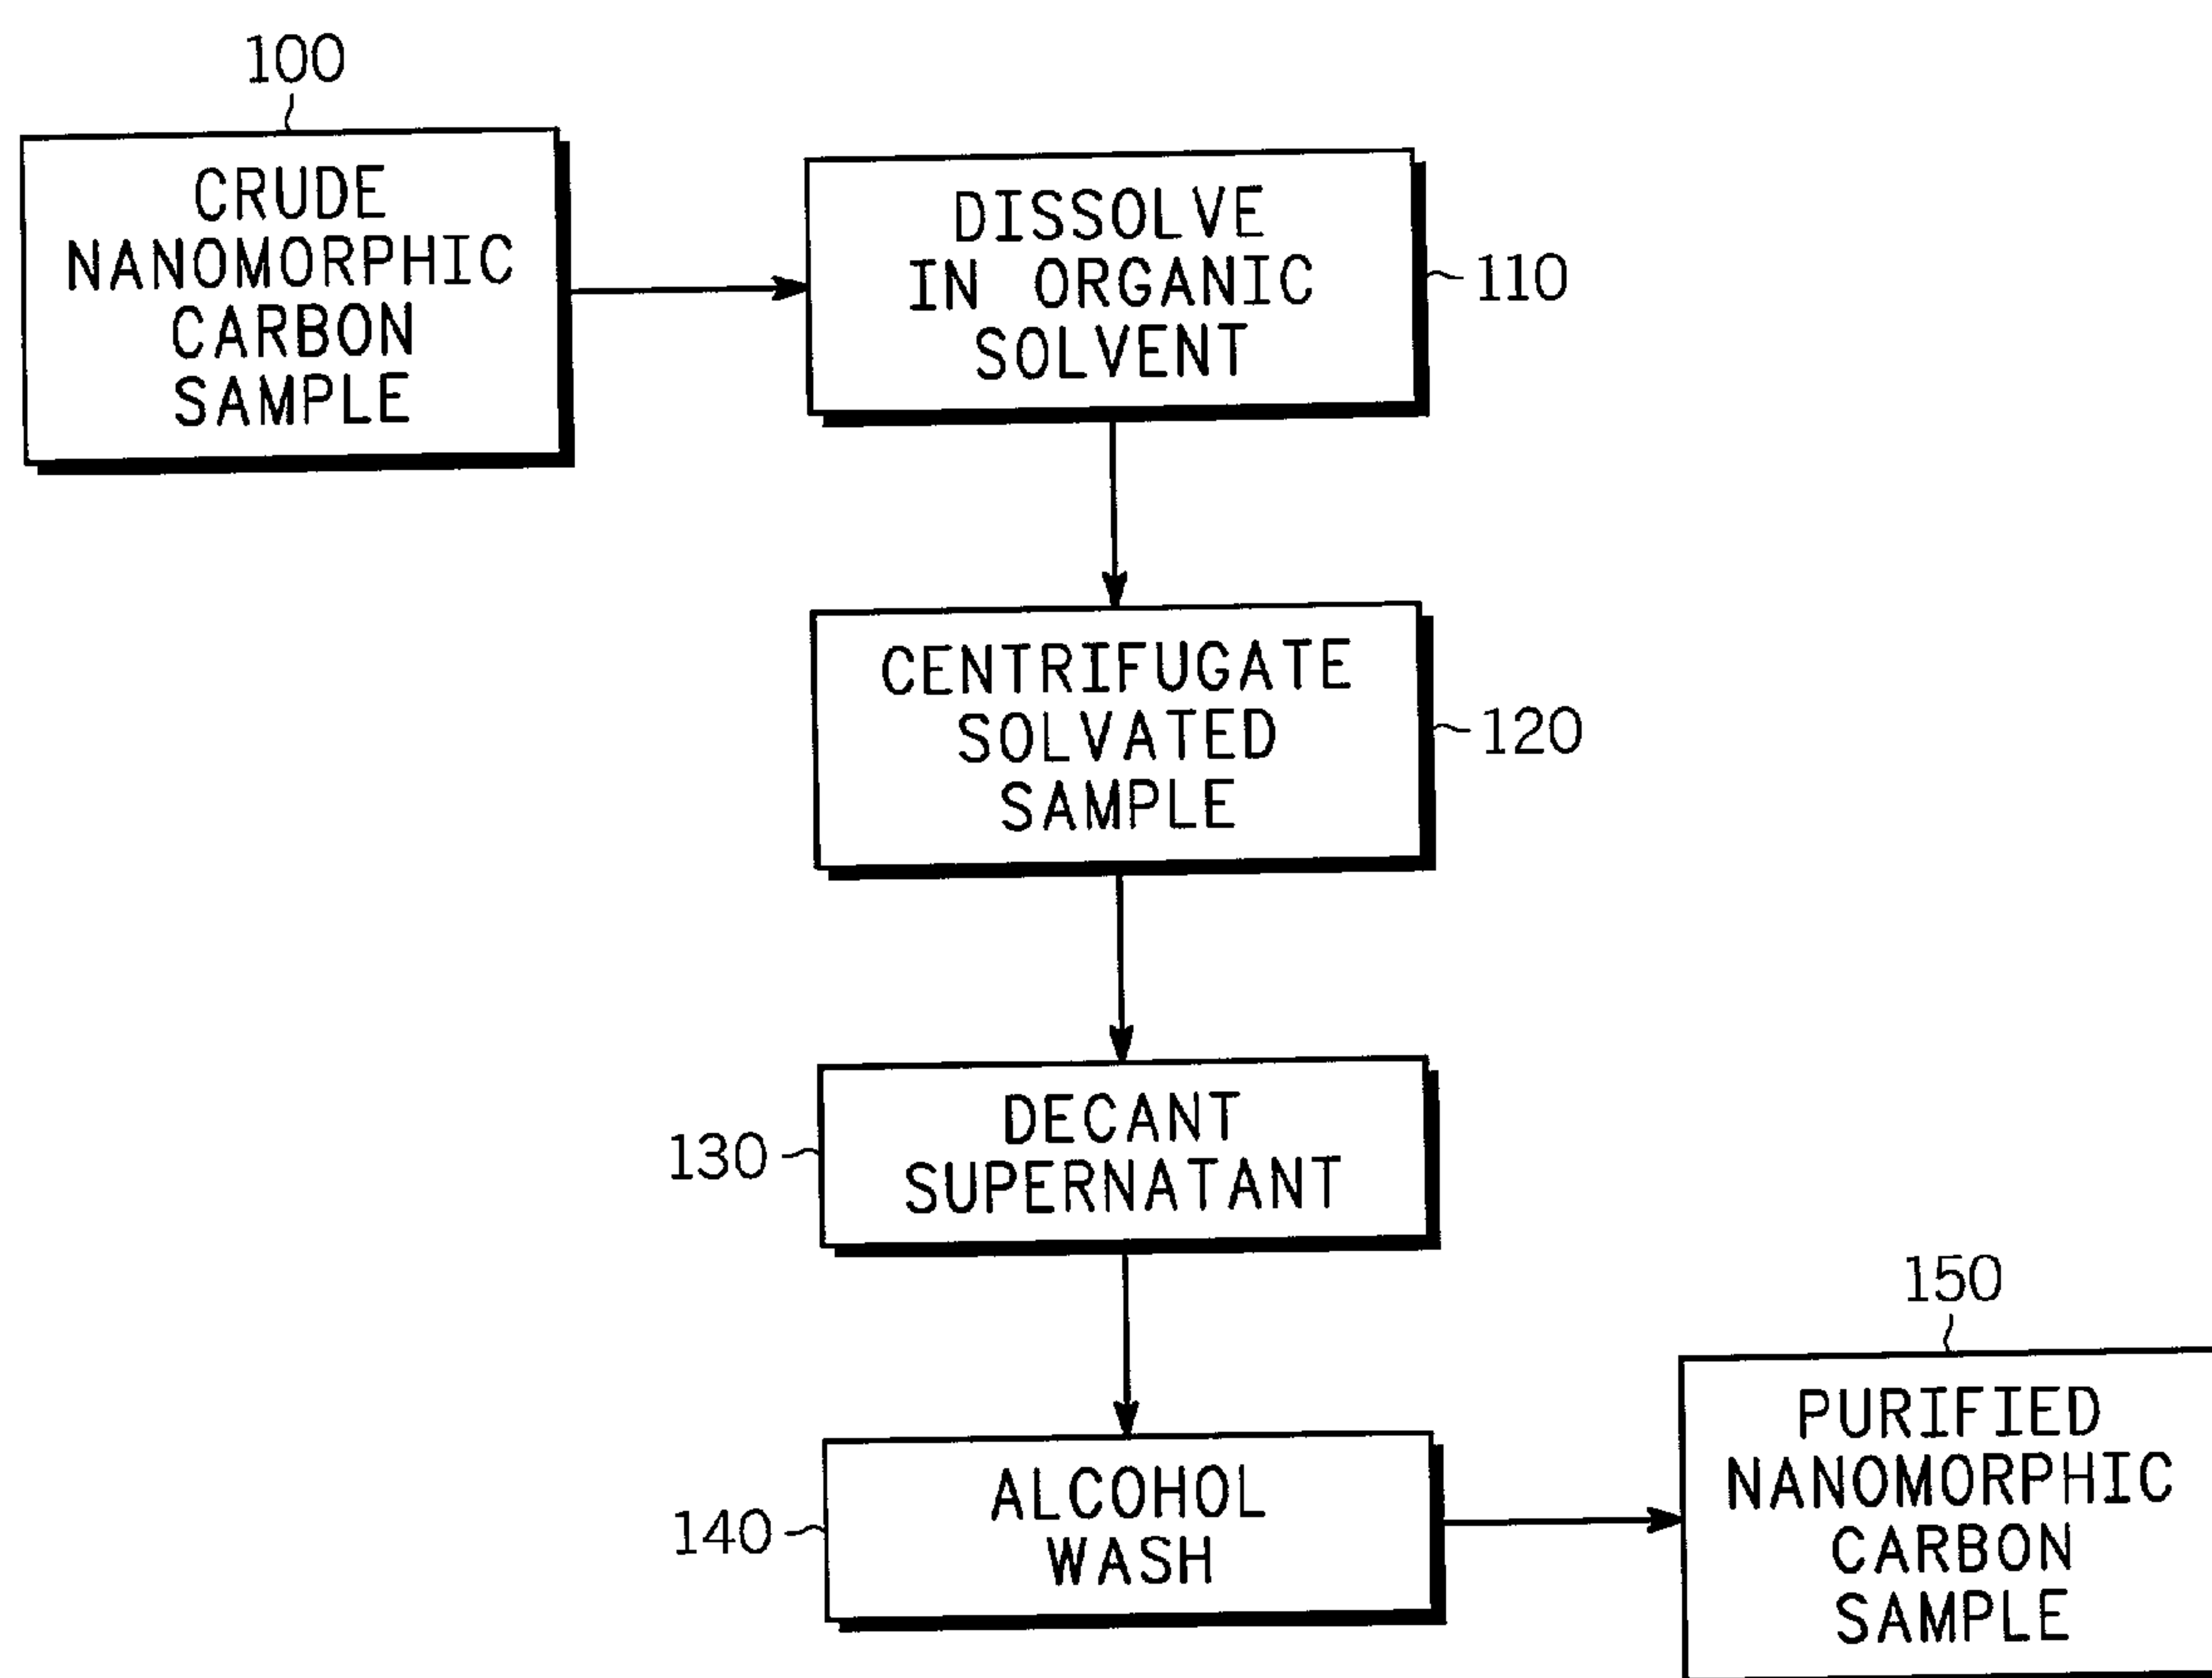 100
CRUDE
NANOMORPHIC
CARBON
SAMPLE
DISSOLVE
IN ORGANIC
SOLVENT
110
CENTRIFUGATE
SOLVATED
SAMPLE
120
130
DECANT
SUPERNATANT
140
ALCOHOL
WASH
150
PURIFIED
NANOMORPHIC
CARBON
SAMPLE